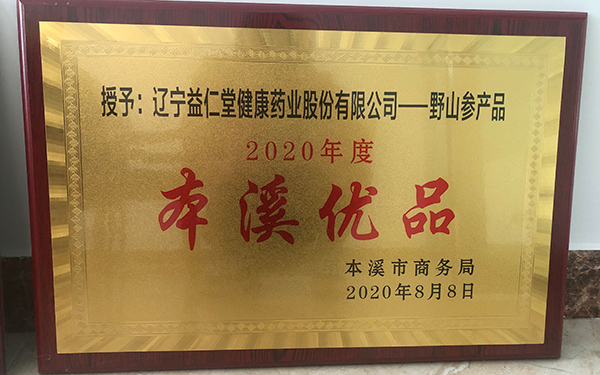 授予：辽宁益仁堂健康药业股份有限公司——野山参产品
2020年度
本溪优品
本溪市商务局
2020年8月8日